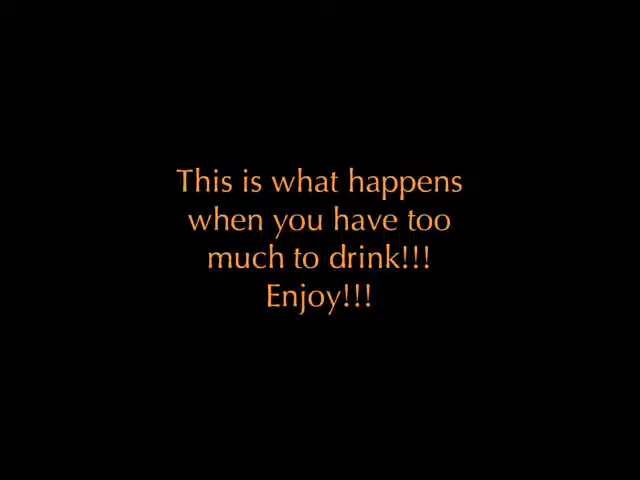 This is what happens
when you have too
much to drink!!!
Enjoy!!!